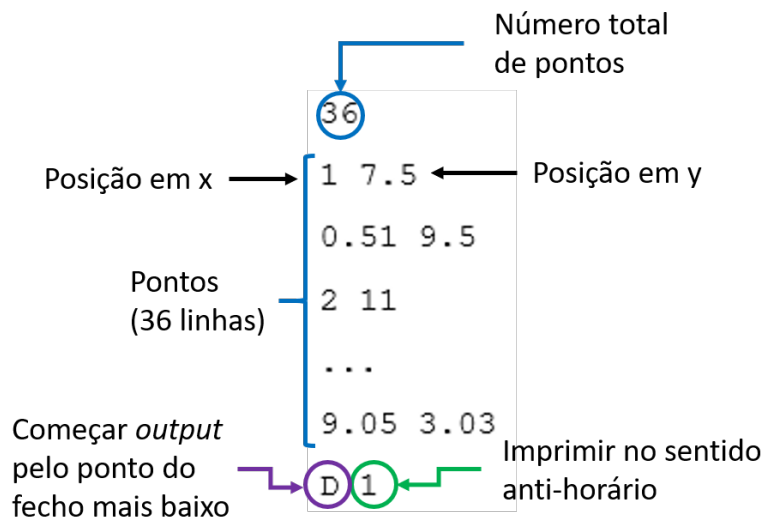 Número total
de pontos
36
Posição em x
1 7.5
Posição em y
0.51 9.5
Pontos
(36 linhas)
2 11
...
9.05 3.03
Começar output
pelo ponto do
fecho mais baixo
D 1
Imprimir no sentido
anti-horário